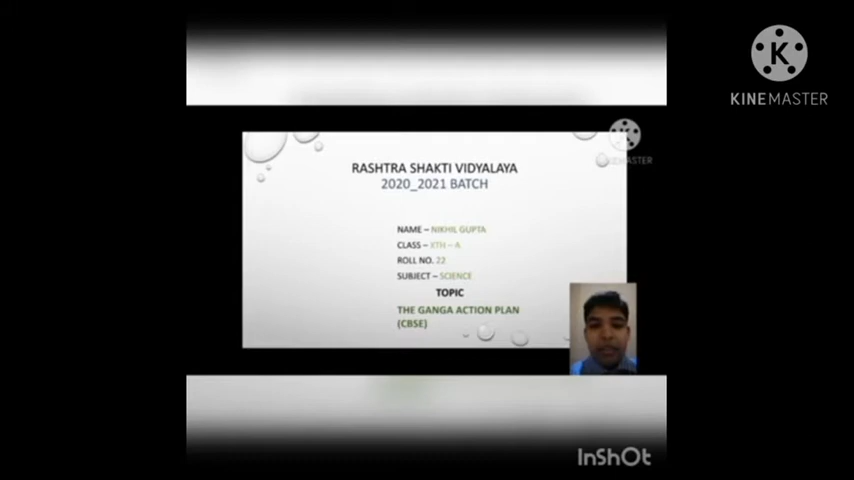 KINEMASTER
RASHTRA SHAKTI VIDYALAYA
2020_2021 BATCH
NAME – NIKHIL GUPTA
CLASS – XTH – A
ROLL NO. 22
SUBJECT – SCIENCE
TOPIC
THE GANGA ACTION PLAN
(CBSE)
InShOt